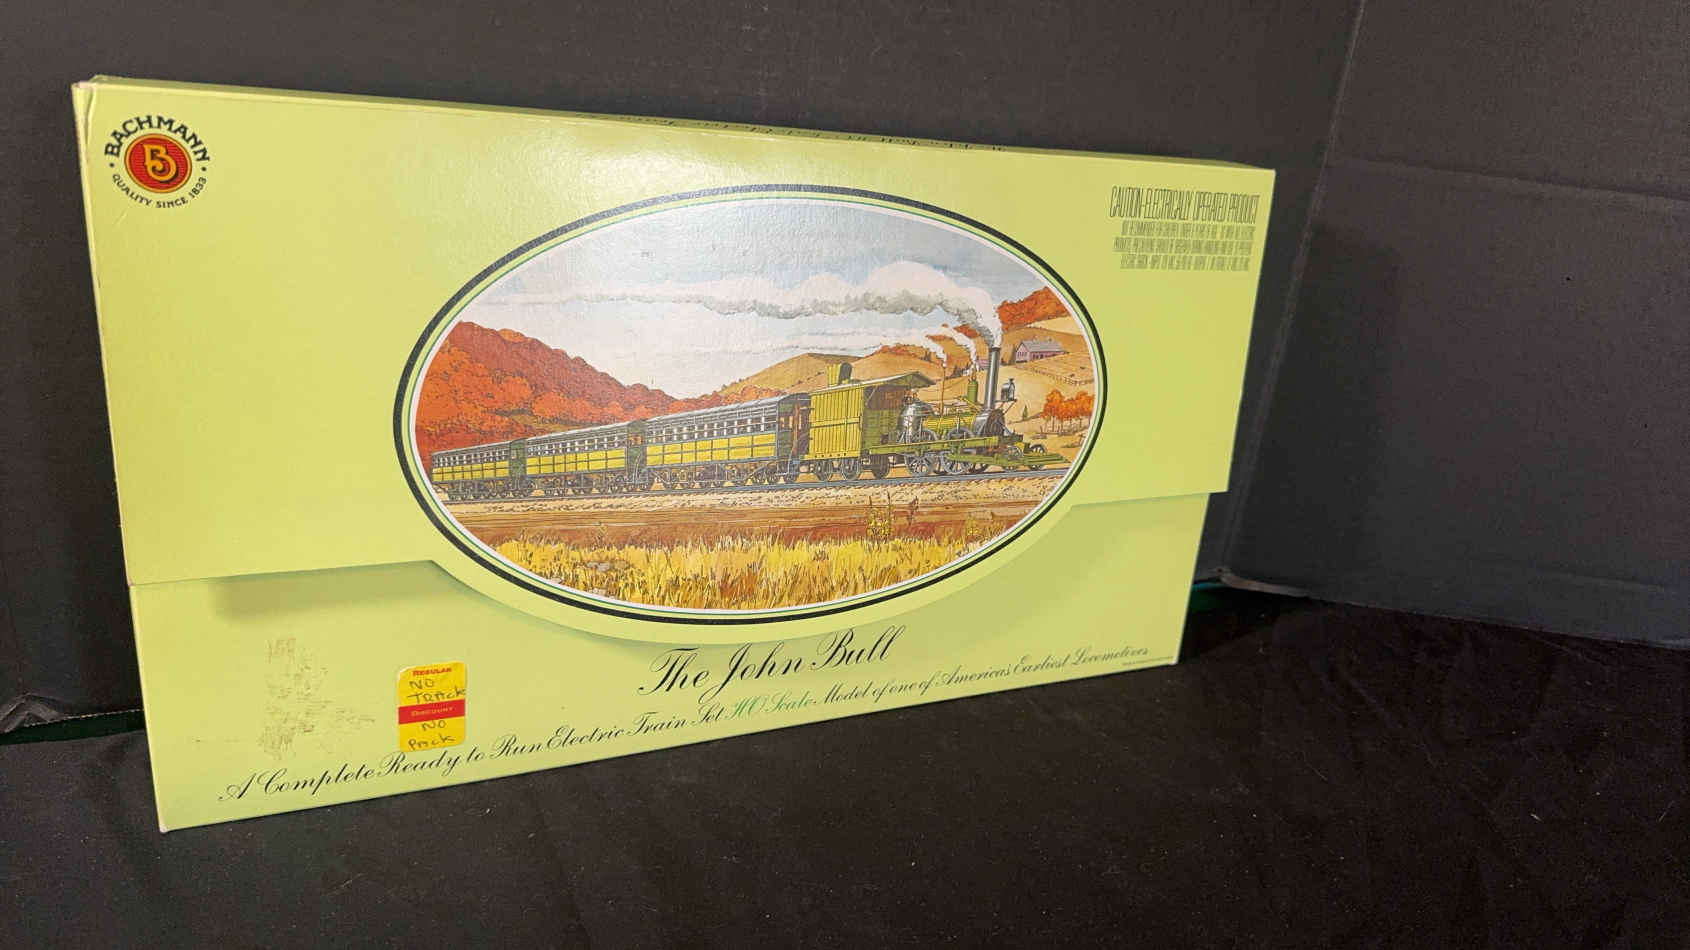 BACHMANN
B
QUALITY SINCE 1833
CAUTION-ELECTRICALLY OPERATED PRODUCT
The John Bull
A Complete Ready to Run Electric Train Set HO Scale Model of one of America's Earliest Locomotives
REGULAR
NO
TRACK
DISCOUNT
NO
PACK